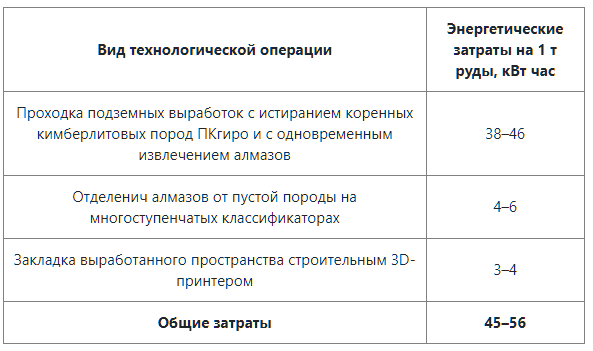 Вид технологической операции
Энергетические
затраты на 1 т
руды, кВт час
Проходка подземных выработок с истиранием коренных
кимберлитовых пород ПКгиро и с одновременным
извлечением алмазов
38–46
Отделенич алмазов от пустой породы на
многоступенчатых классификаторах
4–6
Закладка выработанного пространства строительным 3D-
принтером
3–4
Общие затраты
45–56